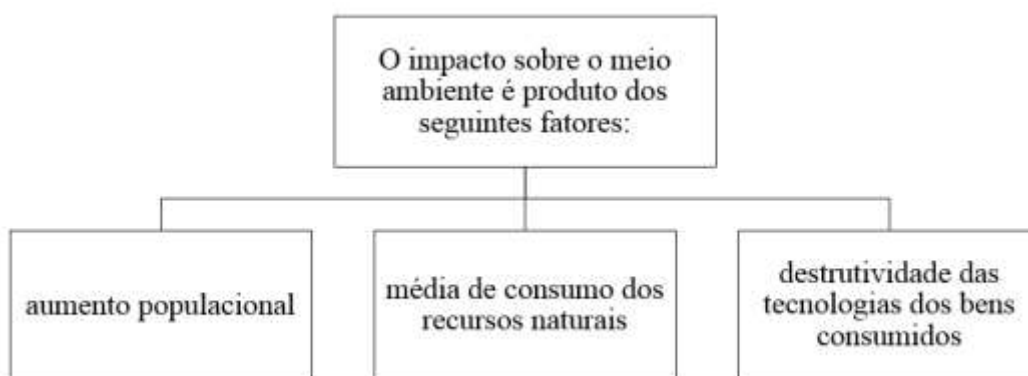 O impacto sobre o meio
ambiente é produto dos
seguintes fatores:
aumento populacional
média de consumo dos
recursos naturais
destrutividade das
tecnologias dos bens
consumidos